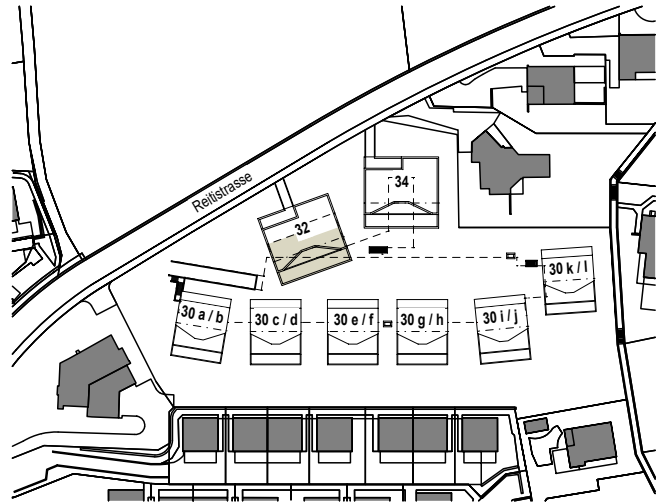 Reitistrasse
34
32
30 k / l
30 a / b
30 c / d
30 e / f
30 g / h
30 i / j